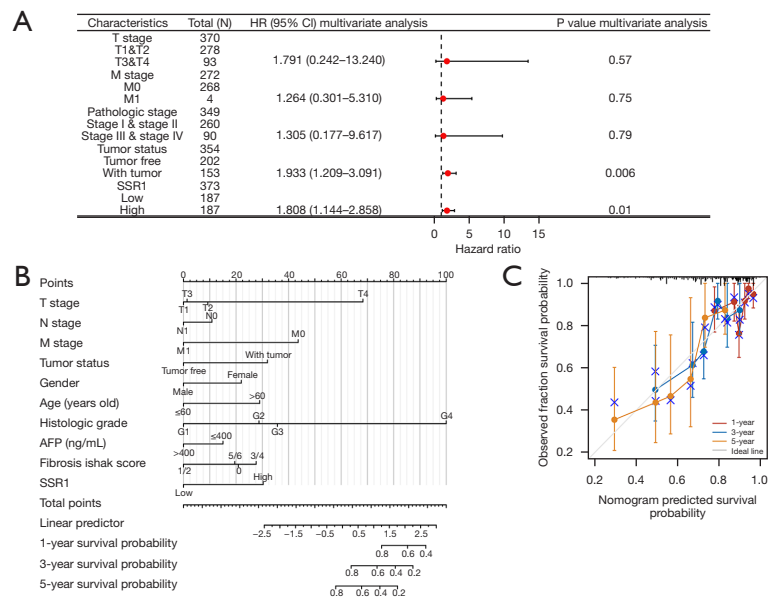 A
Characteristics Total (N) HR (95% CI) multivariate analysis P value multivariate analysis
T stage 370
T1&T2 278
T3&T4 93 1.791 (0.242–13.240) 0.57
M stage 272
M0 268
M1 4 1.264 (0.301–5.310) 0.75
Pathologic stage 349
Stage I & stage II 260
Stage III & stage IV 90 1.305 (0.177–9.617) 0.79
Tumor status 354
Tumor free 202
With tumor 153 1.933 (1.209–3.091) 0.006
SSR1 373
Low 187
High 187 1.808 (1.144–2.858) 0.01
0 5 10 15
Hazard ratio
B
0 20 40 60 80 100
Points
T3 T4
T stage
T1 T2
N0
N stage
N1
M0
M stage
M1
With tumor
Tumor status
Tumor free
Female
Gender
Male
>60
Age (years old)
≤60
G2 G4
Histologic grade
G1 G3
≤400
AFP (ng/mL)
>400
5/6 3/4
Fibrosis ishak score
1/2 0
High
SSR1
Low
Total points
Linear predictor
−2.5 −1.5 −0.5 0.5 1.5 2.5
1-year survival probability
0.8 0.6 0.4
3-year survival probability
0.8 0.6 0.4 0.2
5-year survival probability
0.8 0.6 0.4 0.2
C
Observed fraction survival probability
1.0
0.8
0.6
0.4
0.2
1-year
3-year
5-year
Ideal line
0.2 0.4 0.6 0.8 1.0
Nomogram predicted survival
probability